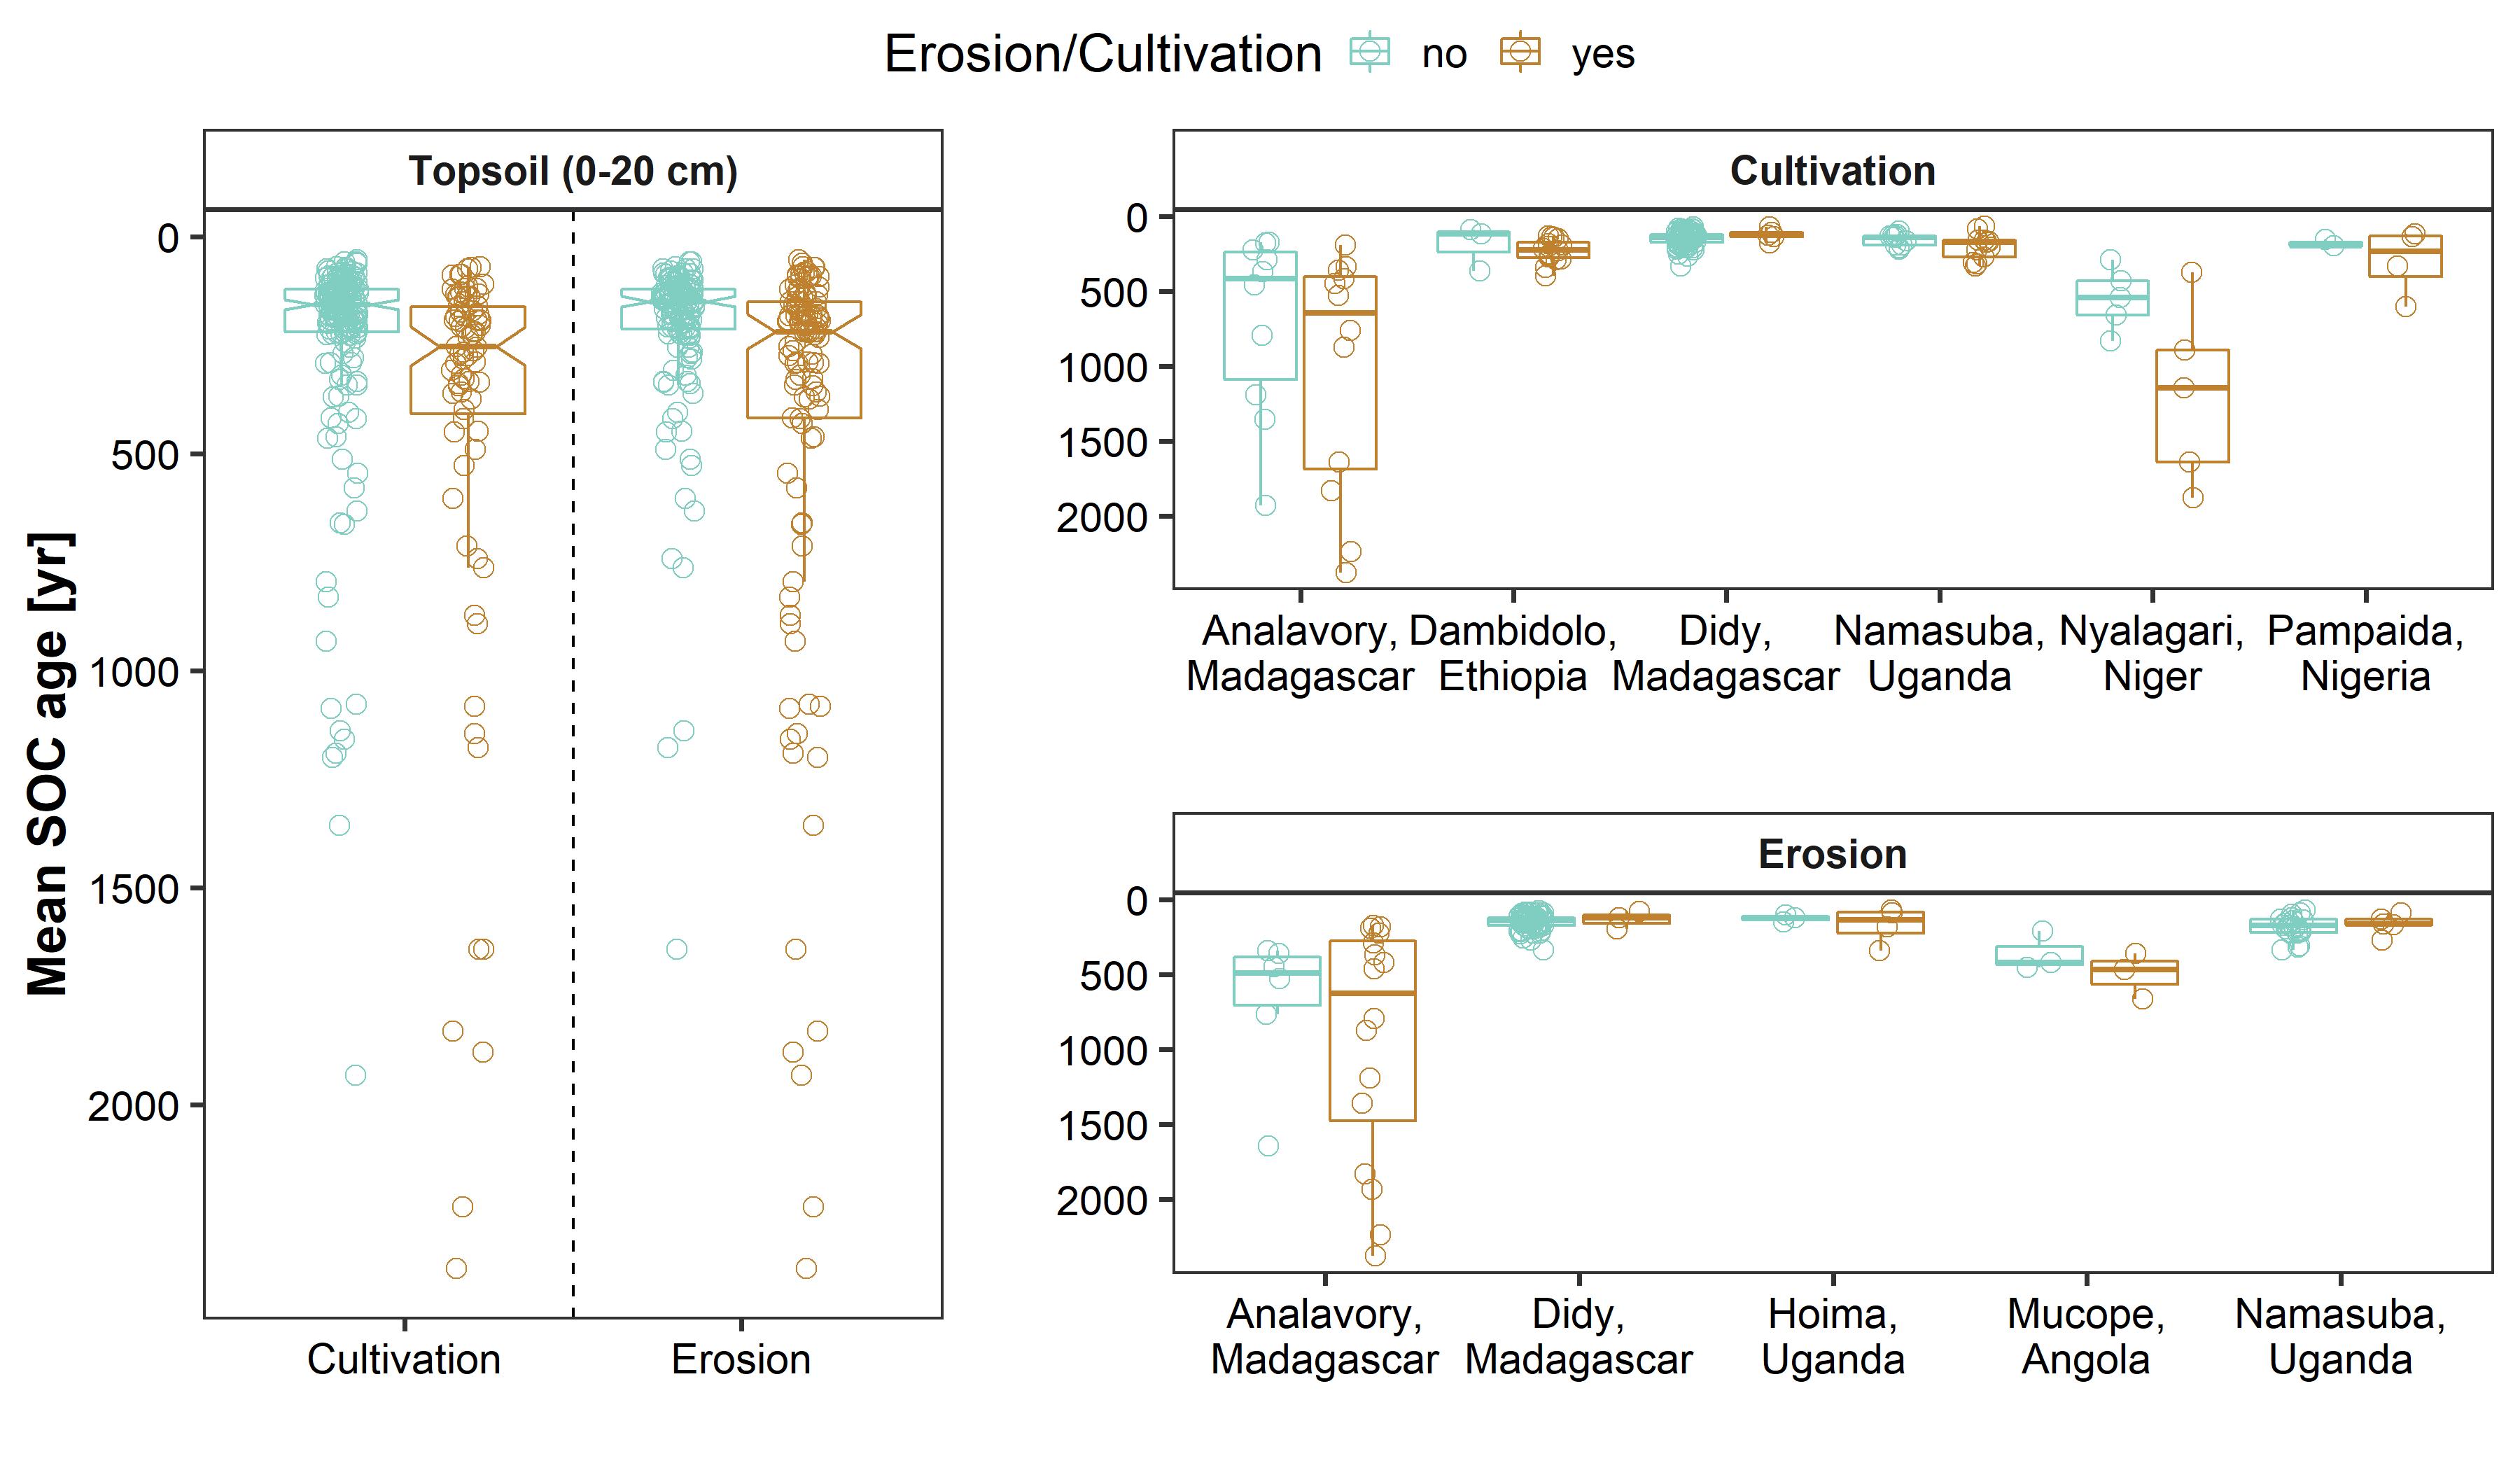 Erosion/Cultivation no yes
Topsoil (0-20 cm)
Mean SOC age [yr]
0
500
1000
1500
2000
Cultivation Erosion
Cultivation
0
500
1000
1500
2000
Analavory, Dambidolo, Didy, Namasuba, Nyalagari, Pampaida,
Madagascar Ethiopia Madagascar Uganda Niger Nigeria
Erosion
0
500
1000
1500
2000
Analavory, Didy, Hoima, Mucope, Namasuba,
Madagascar Madagascar Uganda Angola Uganda